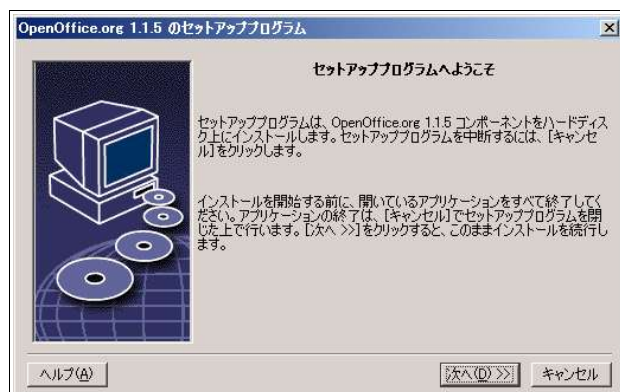 OpenOffice.org 1.1.5 のセットアッププログラム
セットアッププログラムへようこそ
セットアッププログラムは、OpenOffice.org 1.1.5 コンポーネントをハードディス
ク上にインストールします。セットアッププログラムを中断するには、[キャンセ
ル]をクリックします。
インストールを開始する前に、開いているアプリケーションをすべて終了してく
ださい。アプリケーションの終了は、[キャンセル]でセットアッププログラムを閉
じた上で行います。[次へ >>]をクリックすると、このままインストールを続行し
ます。
ヘルプ(A)
次へ(D) >>
キャンセル